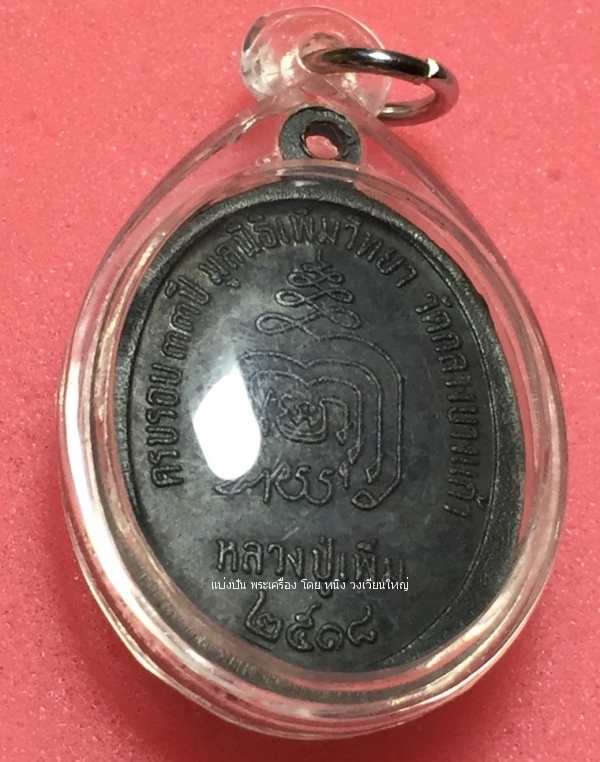 ครบรอบ ๓๓ปี มูลนิธิเพิ่มวิทยา วัดกลางบางแก้ว
หลวงปู่เพิ่ม
แบ่งปัน พระเครื่อง โดย หนึ่ง วงเวียนใหญ่
๒๕๑๘